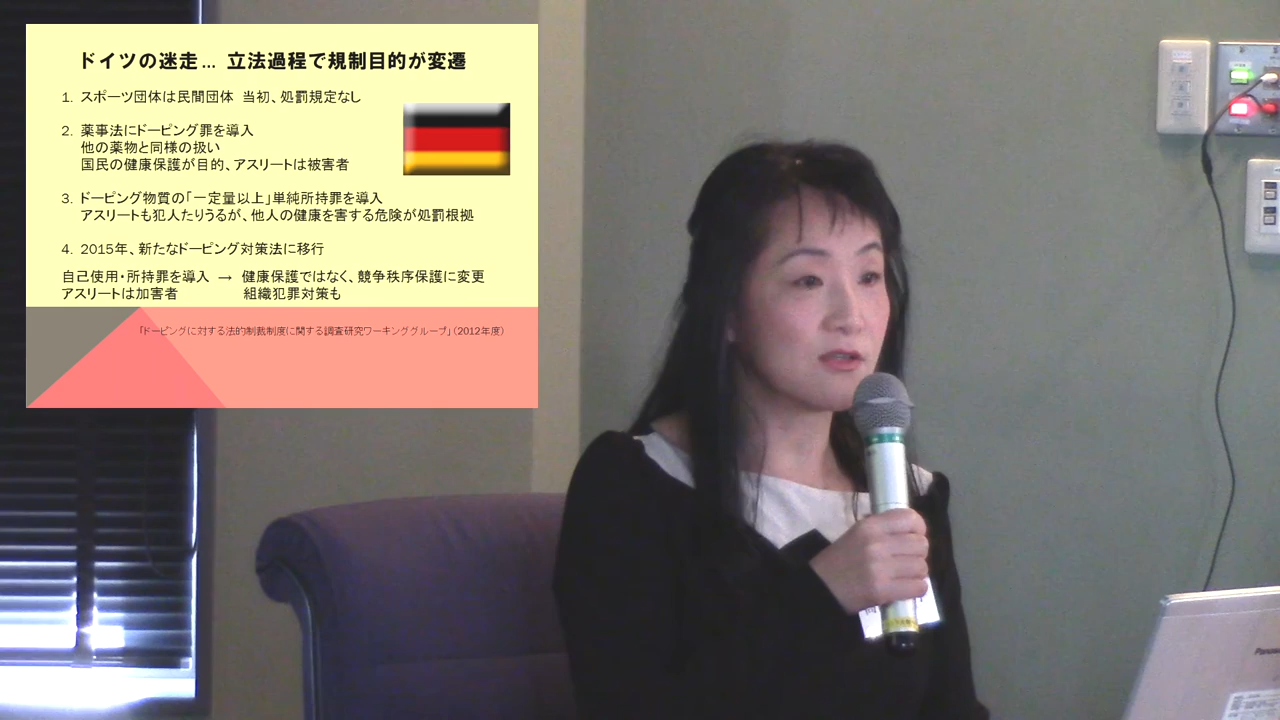 ドイツの迷走… 立法過程で規制目的が変遷
1. スポーツ団体は民間団体 当初、処罰規定なし
2. 薬事法にドーピング罪を導入
他の薬物と同様の扱い
国民の健康保護が目的、アスリートは被害者
3. ドーピング物質の「一定量以上」単純所持罪を導入
アスリートも犯人たりうるが、他人の健康を害する危険が処罰根拠
4. 2015年、新たなドーピング対策法に移行
自己使用・所持罪を導入 → 健康保護ではなく、競争秩序保護に変更
アスリートは加害者 組織犯罪対策も
「ドーピングに対する法的制裁制度に関する調査研究ワーキンググループ」(2012年度)